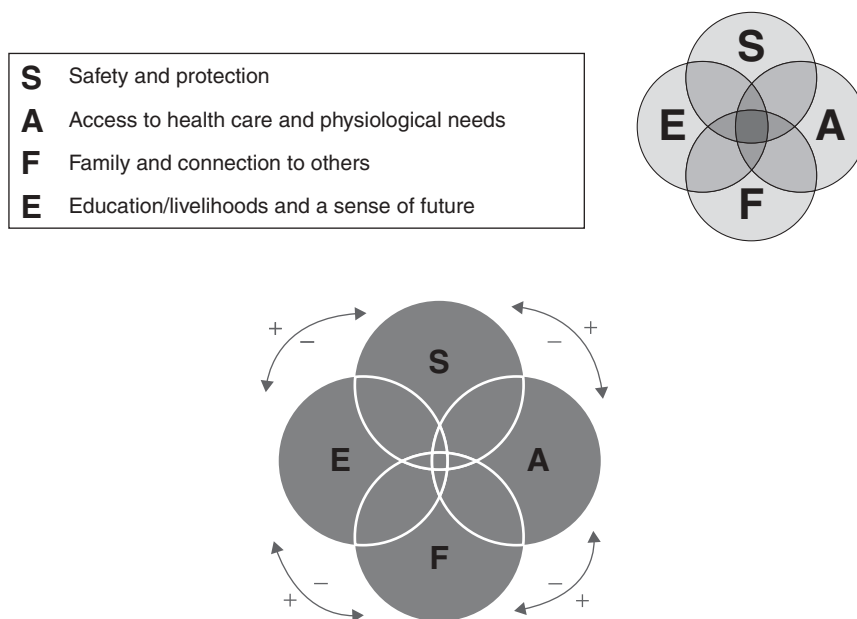 S Safety and protection
A Access to health care and physiological needs
F Family and connection to others
E Education/livelihoods and a sense of future
S
E A
F
+ − − +
S
E A
F
− + − +